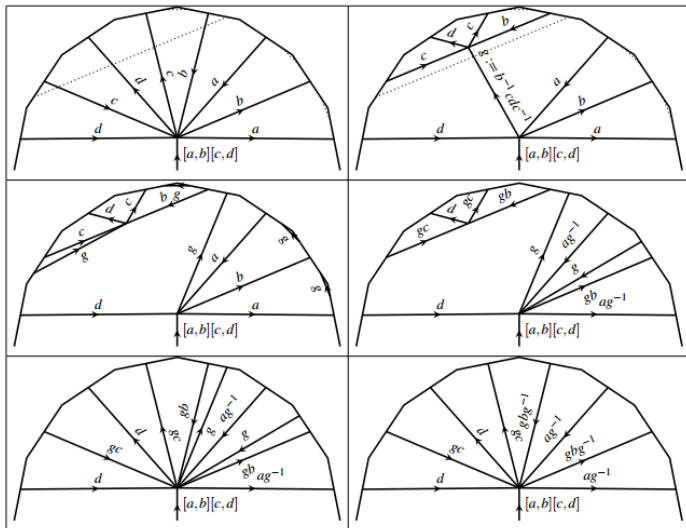 c
d
c
b
a
b
d
a
[a, b][c, d]
d
c
b
c
g := b⁻¹cdc⁻¹
a
b
d
a
[a, b][c, d]
g
b
c
d
c
g
g
g
a
b
g
d
a
[a, b][c, d]
gc
gb
d
gc
g
ag⁻¹
g
gb
d
ag⁻¹
[a, b][c, d]
gc
d
gc
gb
g
ag⁻¹
g
gb
d
ag⁻¹
[a, b][c, d]
gc
d
gc
gbg⁻¹
ag⁻¹
gbg⁻¹
d
ag⁻¹
[a, b][c, d]